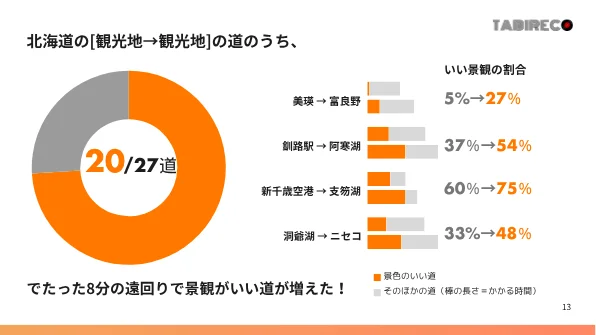 TABIRECO
北海道の[観光地→観光地]の道のうち、
いい景観の割合
20/27道
美瑛 → 富良野
5%→27%
釧路駅 → 阿寒湖
37%→54%
新千歳空港 → 支笏湖
60%→75%
洞爺湖 → ニセコ
33%→48%
景色のいい道
そのほかの道（棒の長さ＝かかる時間）
でたった8分の遠回りで景観がいい道が増えた！
13